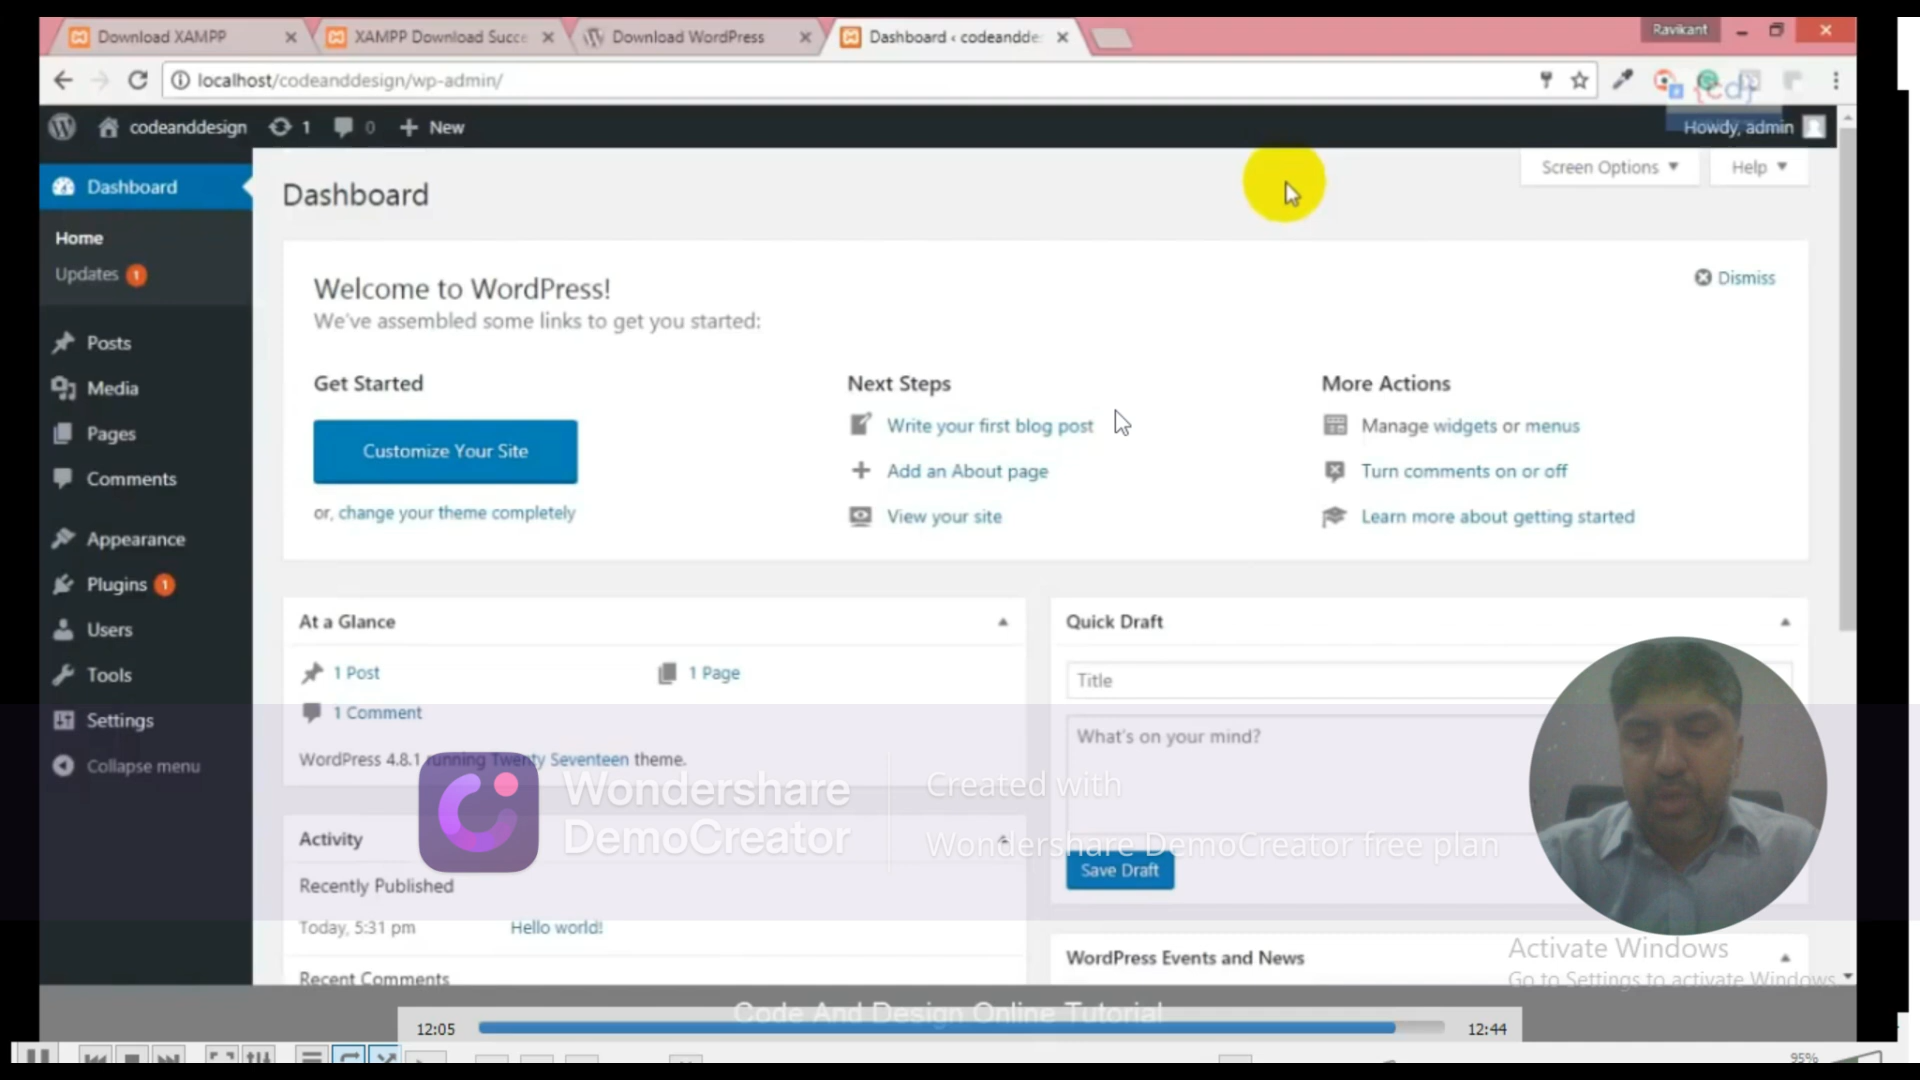 Download XAMPP
XAMPP Download Succe
Download WordPress
Dashboard ‹ codeandde
Ravikant
localhost/codeanddesign/wp-admin/
{cd}
codeanddesign
1
0
New
Howdy, admin
Dashboard
Home
Updates 1
Posts
Media
Pages
Comments
Appearance
Plugins 1
Users
Tools
Settings
Collapse menu
Screen Options
Help
Dashboard
Welcome to WordPress!
We've assembled some links to get you started:
Dismiss
Get Started
Customize Your Site
or, change your theme completely
Next Steps
Write your first blog post
Add an About page
View your site
More Actions
Manage widgets or menus
Turn comments on or off
Learn more about getting started
At a Glance
1 Post
1 Page
1 Comment
WordPress 4.8.1 running Twenty Seventeen theme.
Activity
Recently Published
Today, 5:31 pm
Hello world!
Recent Comments
Quick Draft
Title
What's on your mind?
Save Draft
WordPress Events and News
Wondershare
DemoCreator
Created with
Wondershare DemoCreator free plan
Activate Windows
Go to Settings to activate Windows.
Code And Design Online Tutorial
12:05
12:44
95%